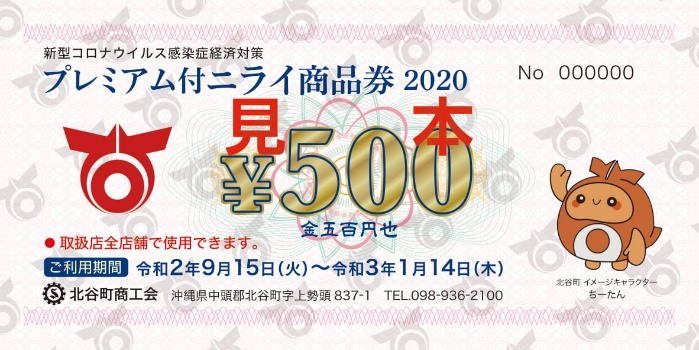 新型コロナウイルス感染症経済対策
プレミアム付ニライ商品券 2020
No 000000
見本
¥500
金五百円也
● 取扱店全店舗で使用できます。
ご利用期間 令和2年9月15日(火)〜令和3年1月14日(木)
北谷町商工会 沖縄県中頭郡北谷町字上勢頭 837-1 TEL.098-936-2100
北谷町 イメージキャラクター
ちーたん